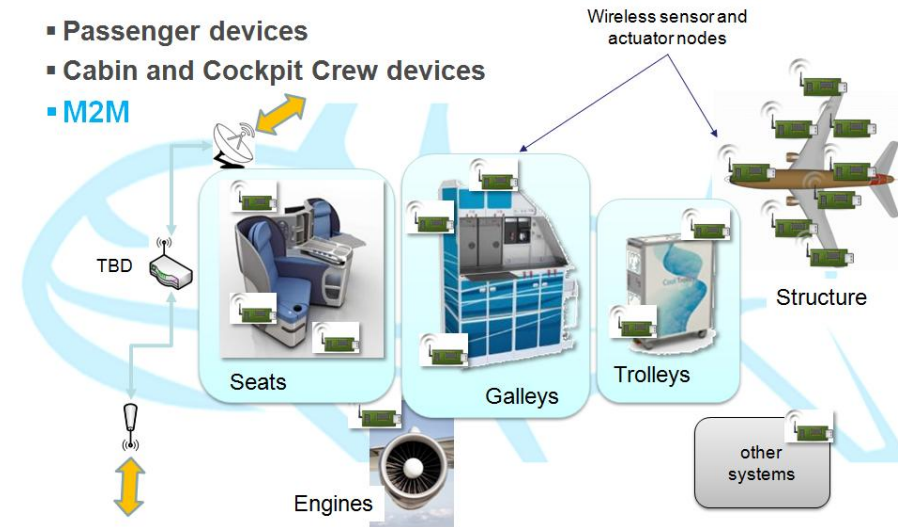 Passenger devices
Cabin and Cockpit Crew devices
M2M
Wireless sensor and
actuator nodes
TBD
Seats
Galleys
Trolleys
Structure
Engines
other
systems